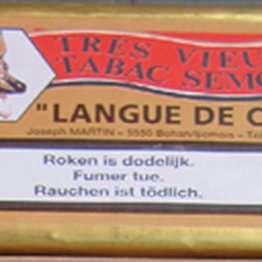 TRÈS VIEU
TABAC SEMO
"LANGUE DE C
Joseph MARTIN – 5550 Bohan/Semois – Tél
Roken is dodelijk.
Fumer tue.
Rauchen ist tödlich.